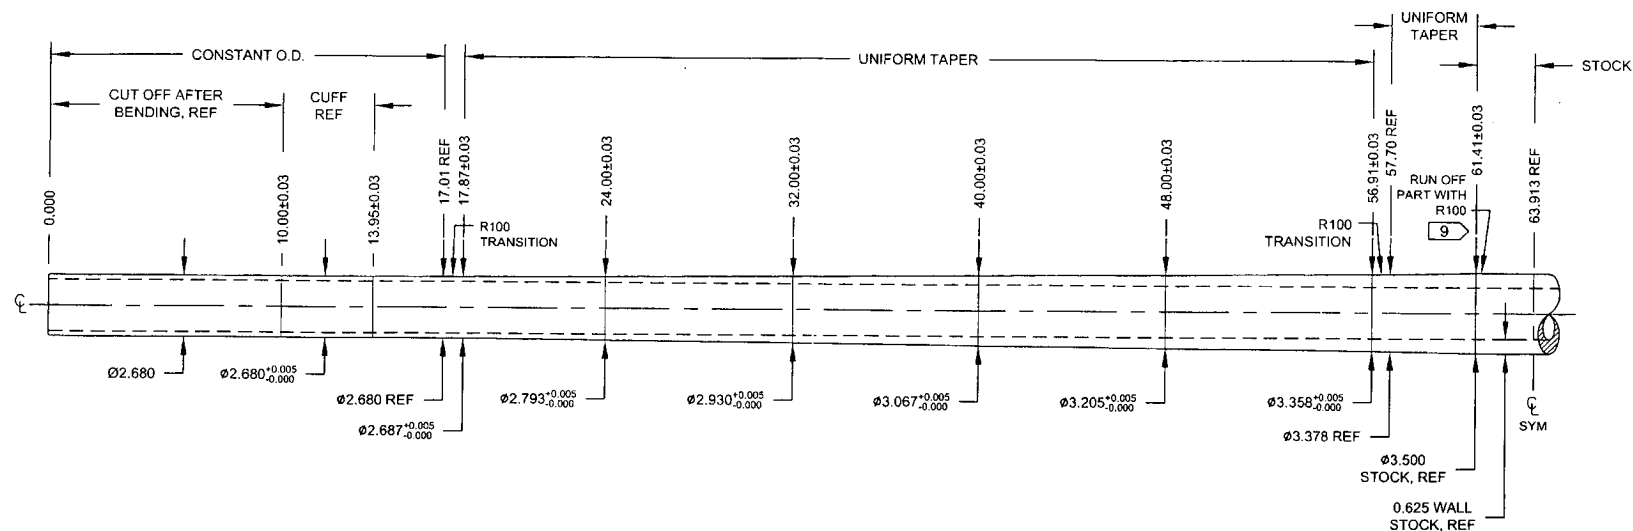 UNIFORM
TAPER
CONSTANT O.D.
UNIFORM TAPER
STOCK
CUT OFF AFTER
BENDING, REF
CUFF
REF
0.000
10.00±0.03
13.95±0.03
17.01 REF
17.87±0.03
24.00±0.03
32.00±0.03
40.00±0.03
48.00±0.03
56.91±0.03
57.70 REF
61.41±0.03
63.913 REF
R100
TRANSITION
R100
TRANSITION
RUN OFF
PART WITH
R100
9
℄
Ø2.680
Ø2.680+0.005
-0.000
Ø2.680 REF
Ø2.687+0.005
-0.000
Ø2.793+0.005
-0.000
Ø2.930+0.005
-0.000
Ø3.067+0.005
-0.000
Ø3.205+0.005
-0.000
Ø3.358+0.005
-0.000
Ø3.378 REF
Ø3.500
STOCK, REF
0.625 WALL
STOCK, REF
℄
SYM